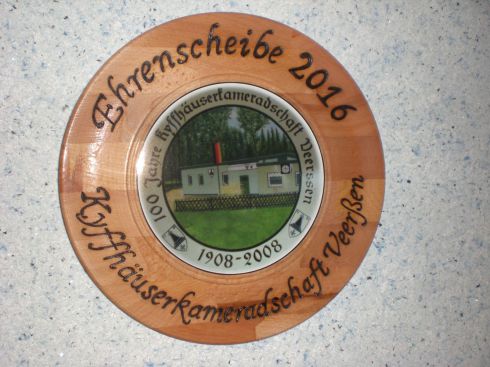 Ehrenscheibe 2016
100 Jahre Kyffhäuserkameradschaft Veerssen
1908-2008
Kyffhäuserkameradschaft Veerßen